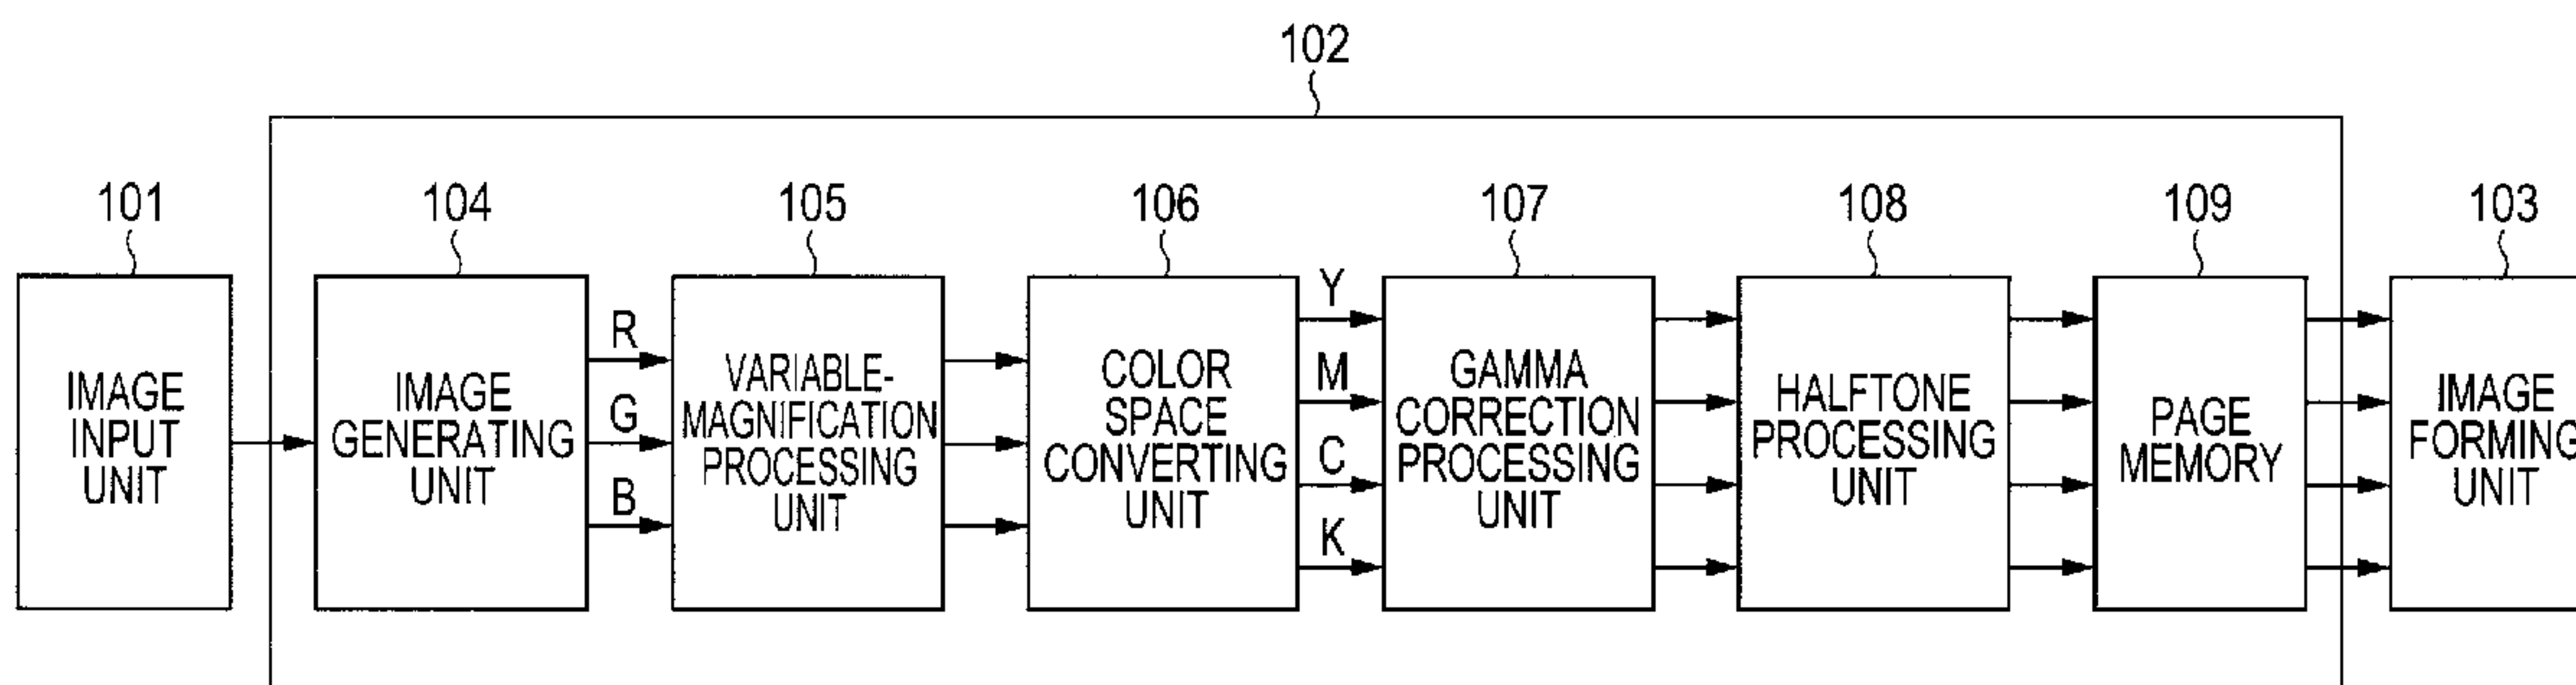 102
101
104
105
106
107
108
109
103
IMAGE
INPUT
UNIT
IMAGE
GENERATING
UNIT
R
G
B
VARIABLE-
MAGNIFICATION
PROCESSING
UNIT
COLOR
SPACE
CONVERTING
UNIT
Y
M
C
K
GAMMA
CORRECTION
PROCESSING
UNIT
HALFTONE
PROCESSING
UNIT
PAGE
MEMORY
IMAGE
FORMING
UNIT